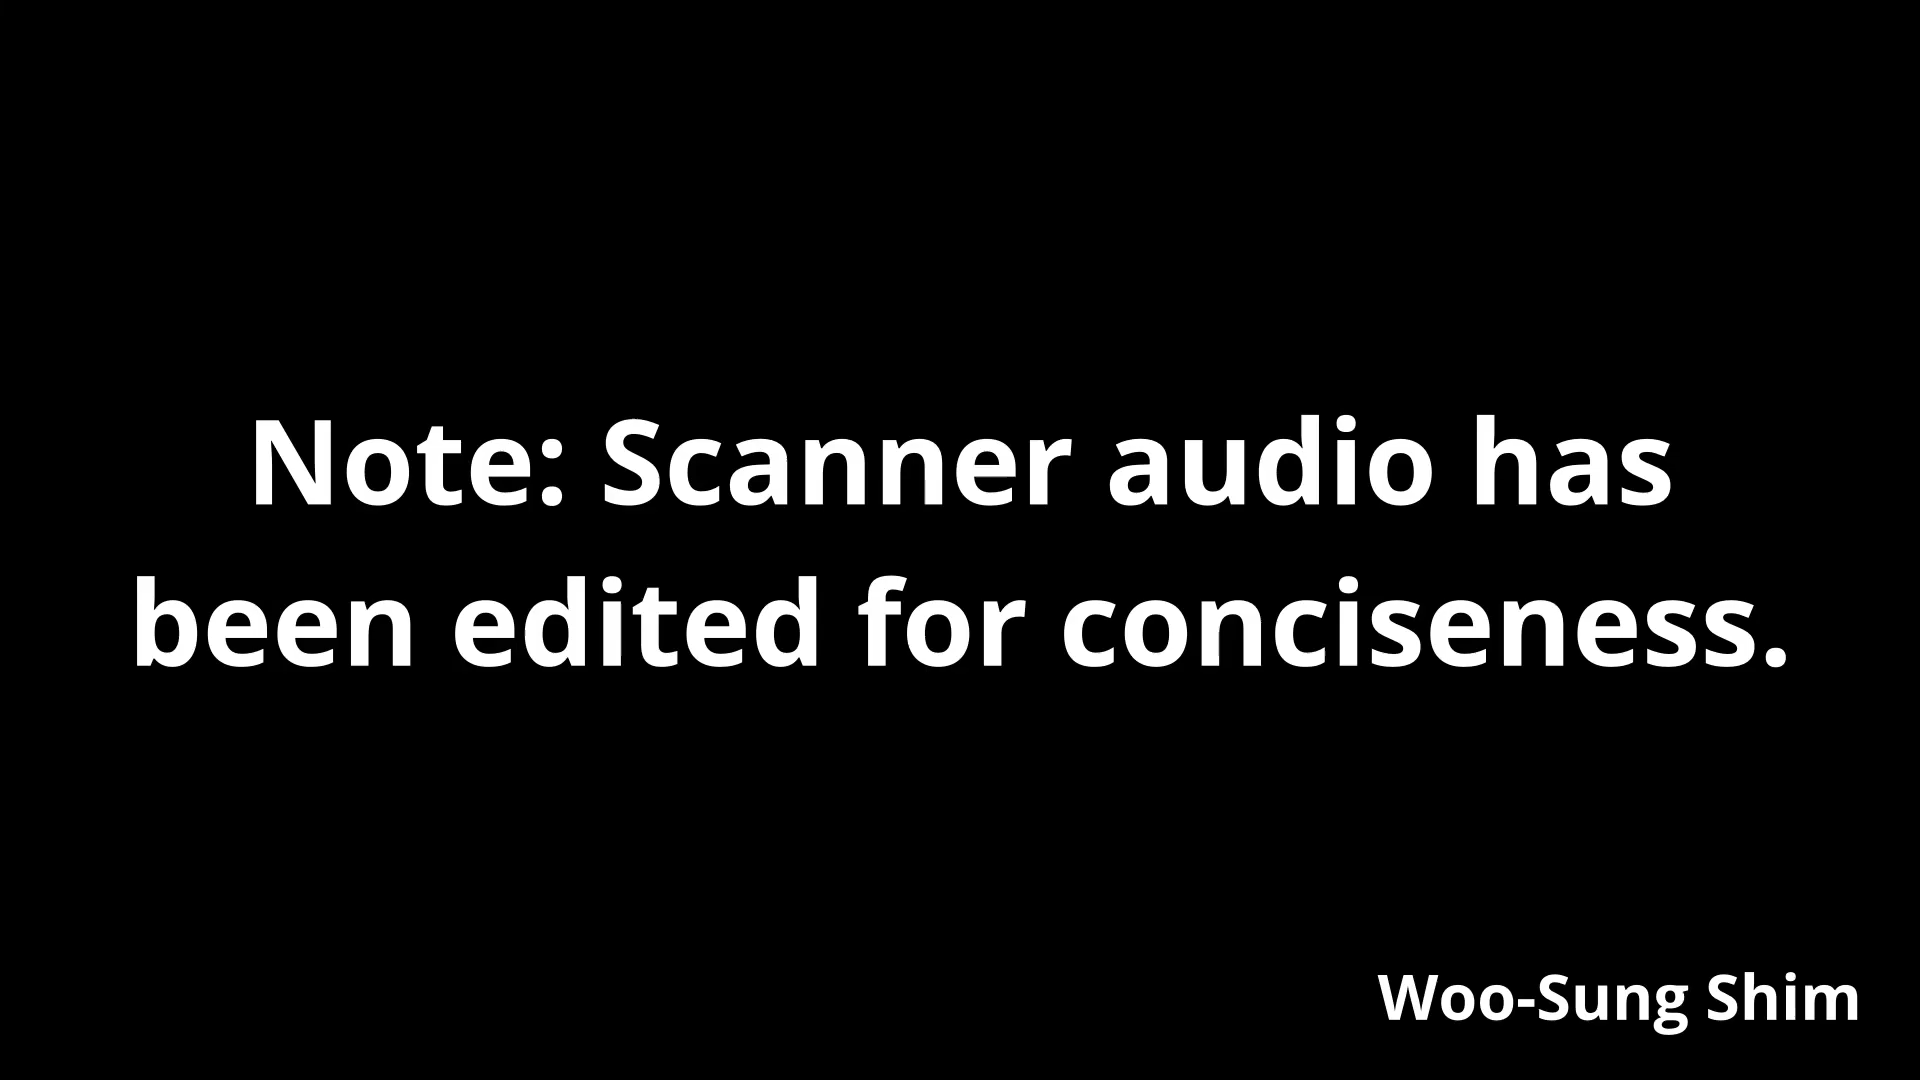 Note: Scanner audio has
been edited for conciseness.
Woo-Sung Shim